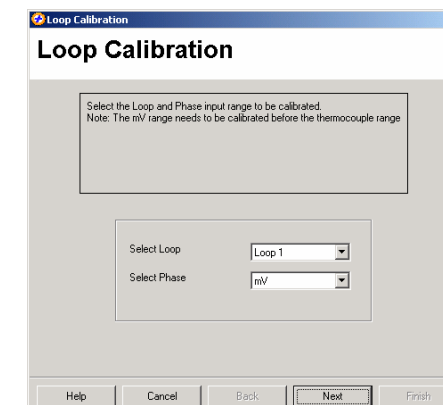 Loop Calibration
Loop Calibration
Select the Loop and Phase input range to be calibrated.
Note: The mV range needs to be calibrated before the thermocouple range
Select Loop Loop 1
Select Phase mV
Help Cancel Back Next Finish